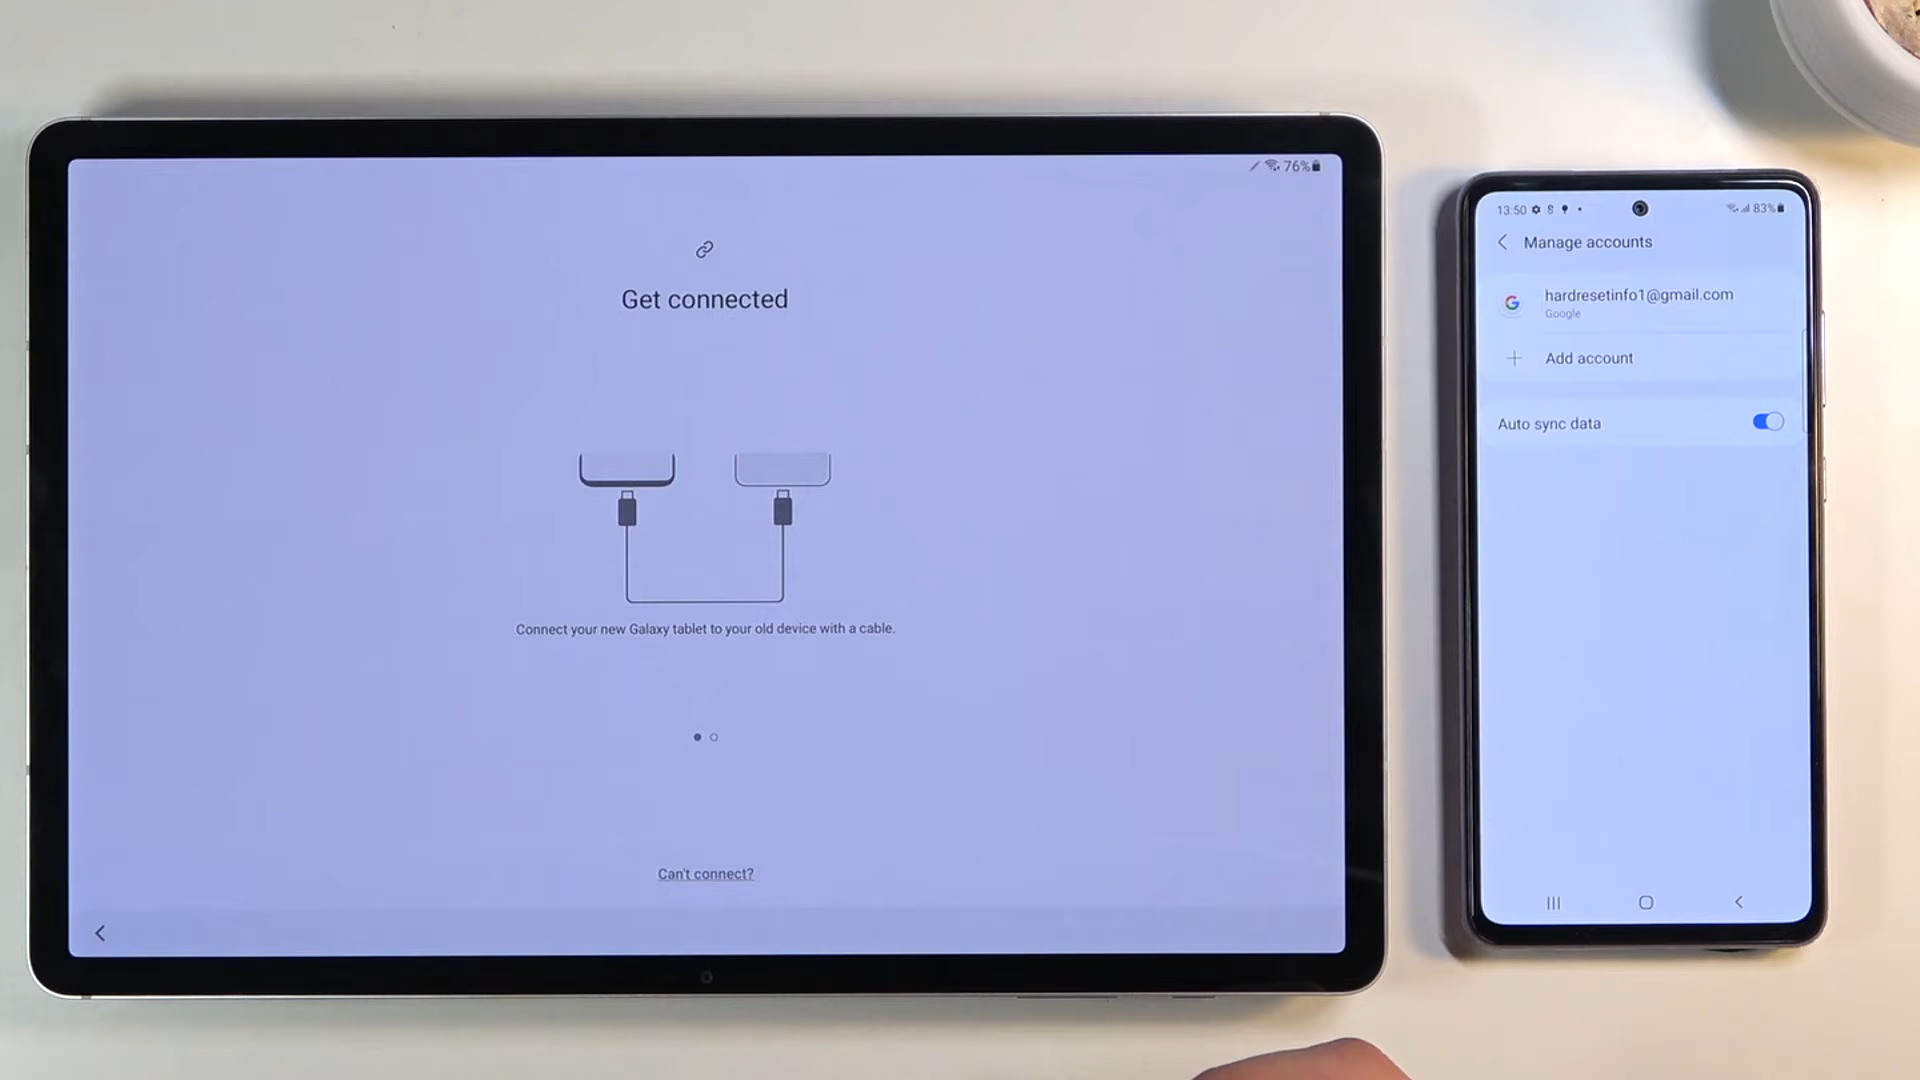 76%
Get connected
Connect your new Galaxy tablet to your old device with a cable.
Can't connect?
13:50
83%
Manage accounts
G
hardresetinfo1@gmail.com
Google
Add account
Auto sync data